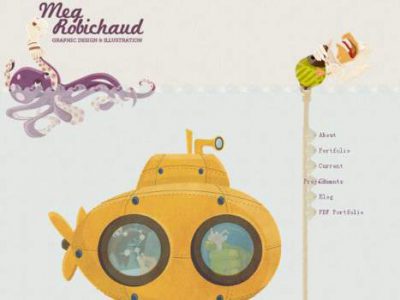 Meg
Robichaud
GRAPHIC DESIGN & ILLUSTRATION
About
Portfolio
Current
Blog
PDF Portfolio